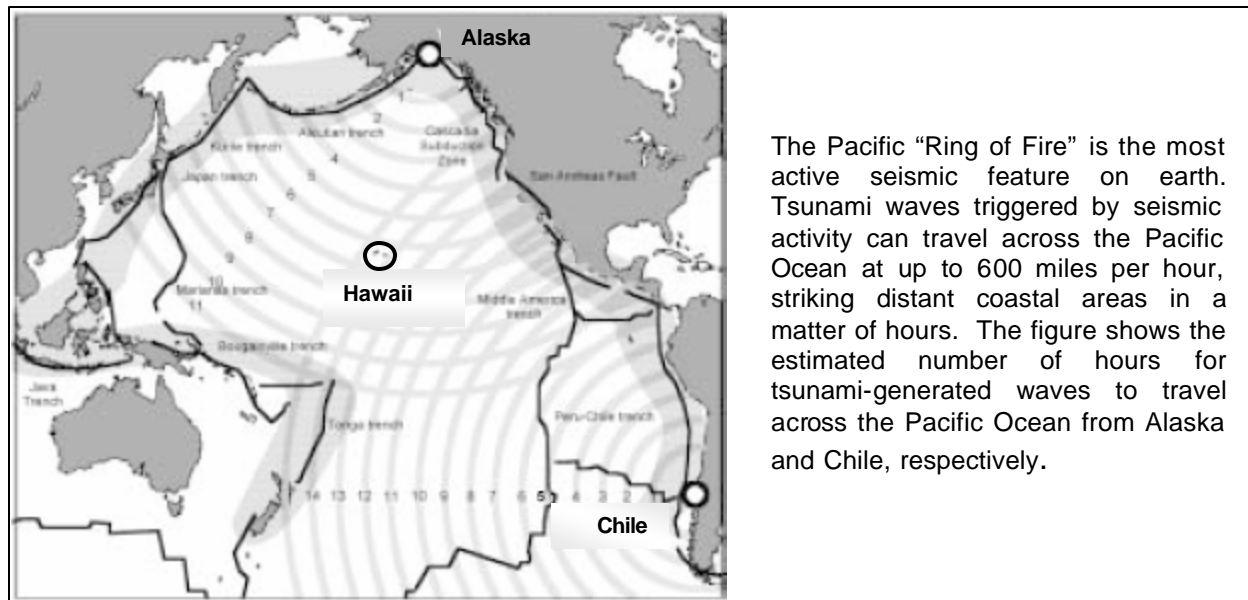 Alaska
1
2
Aleutian trench
Cascadia
Subduction
Zone
Kurile trench
4
Japan trench
5
San Andreas Fault
6
7
8
9
Hawaii
10
Marianas trench
11
Middle America
trench
Bougainville trench
Java
Trench
Tonga trench
Peru-Chile trench
14 13 12 11 10 9 8 7 6 5 4 3 2
Chile
The Pacific “Ring of Fire” is the most
active seismic feature on earth.
Tsunami waves triggered by seismic
activity can travel across the Pacific
Ocean at up to 600 miles per hour,
striking distant coastal areas in a
matter of hours. The figure shows the
estimated number of hours for
tsunami-generated waves to travel
across the Pacific Ocean from Alaska
and Chile, respectively.